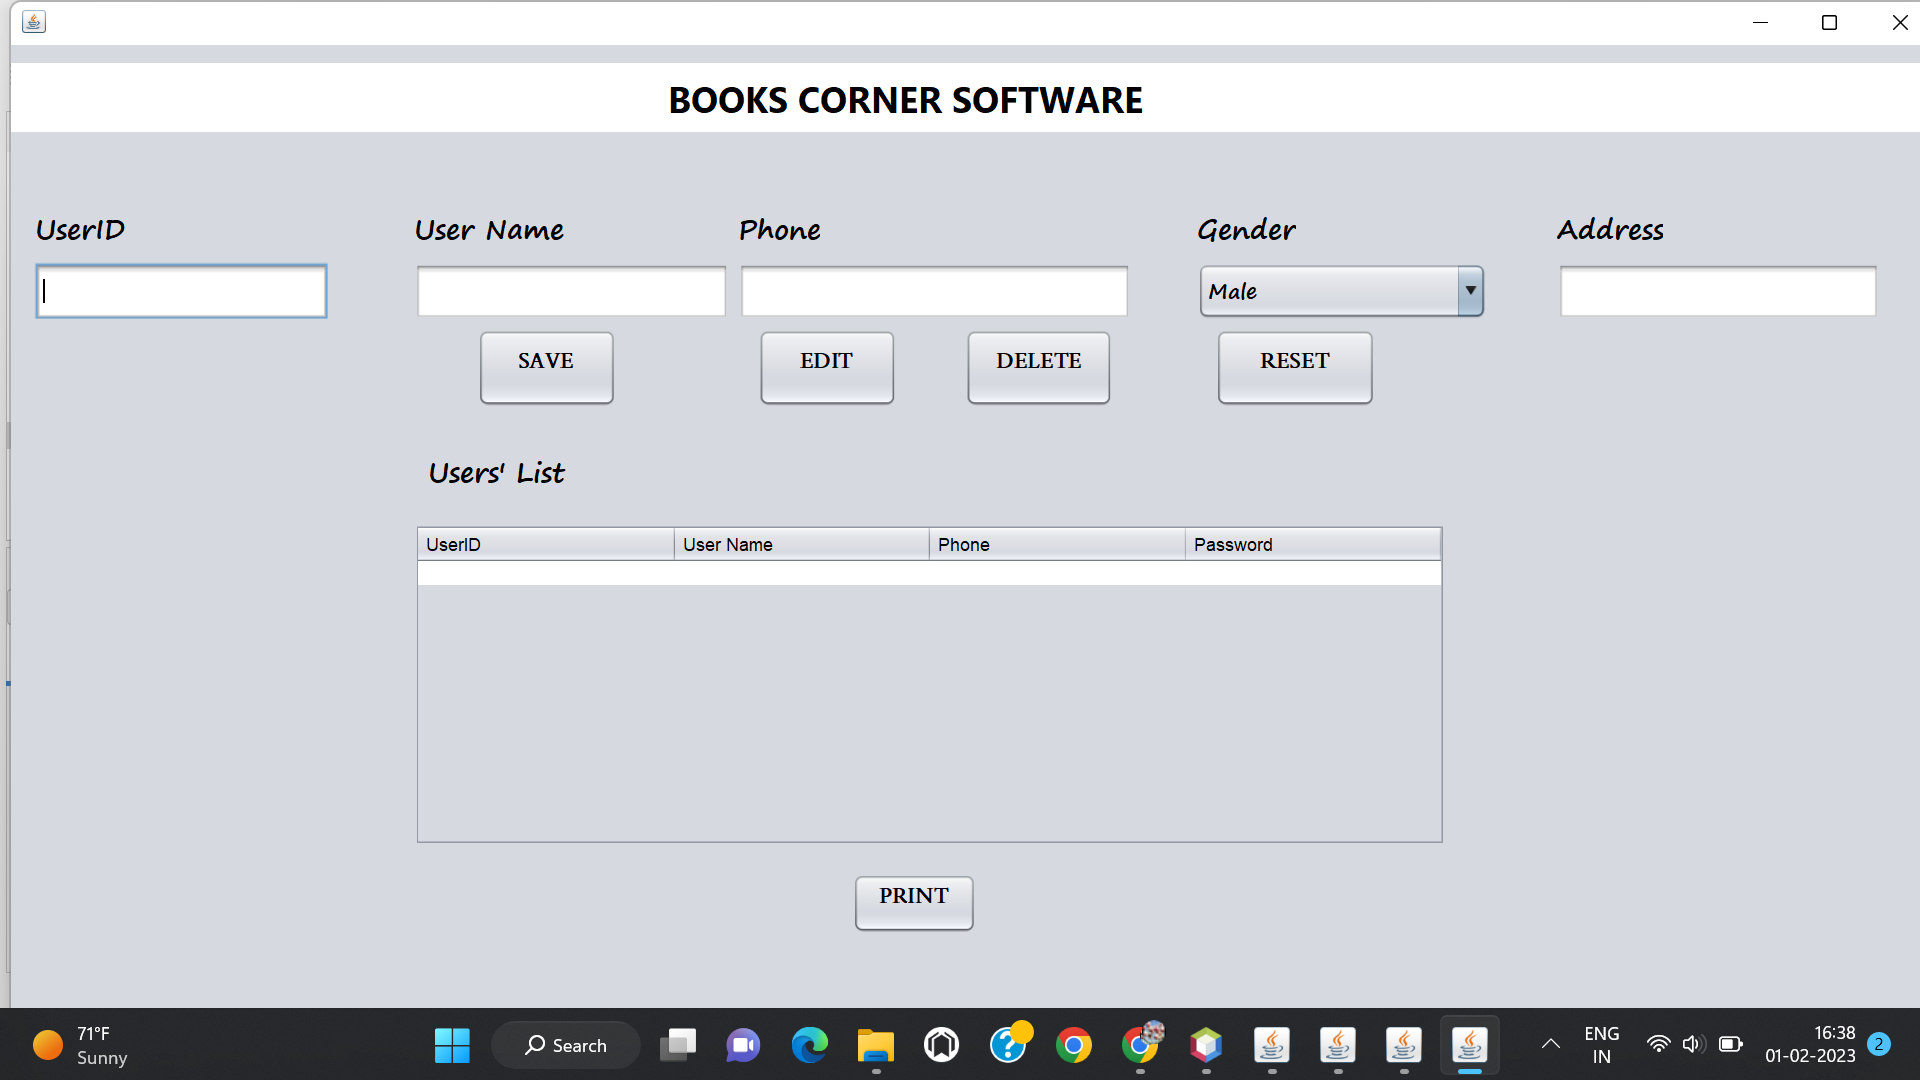 BOOKS CORNER SOFTWARE
UserID User Name Phone Gender Address
Male
SAVE EDIT DELETE RESET
Users' List
UserID User Name Phone Password
PRINT
71°F
Sunny
Search
ENG
IN
16:38
01-02-2023
2